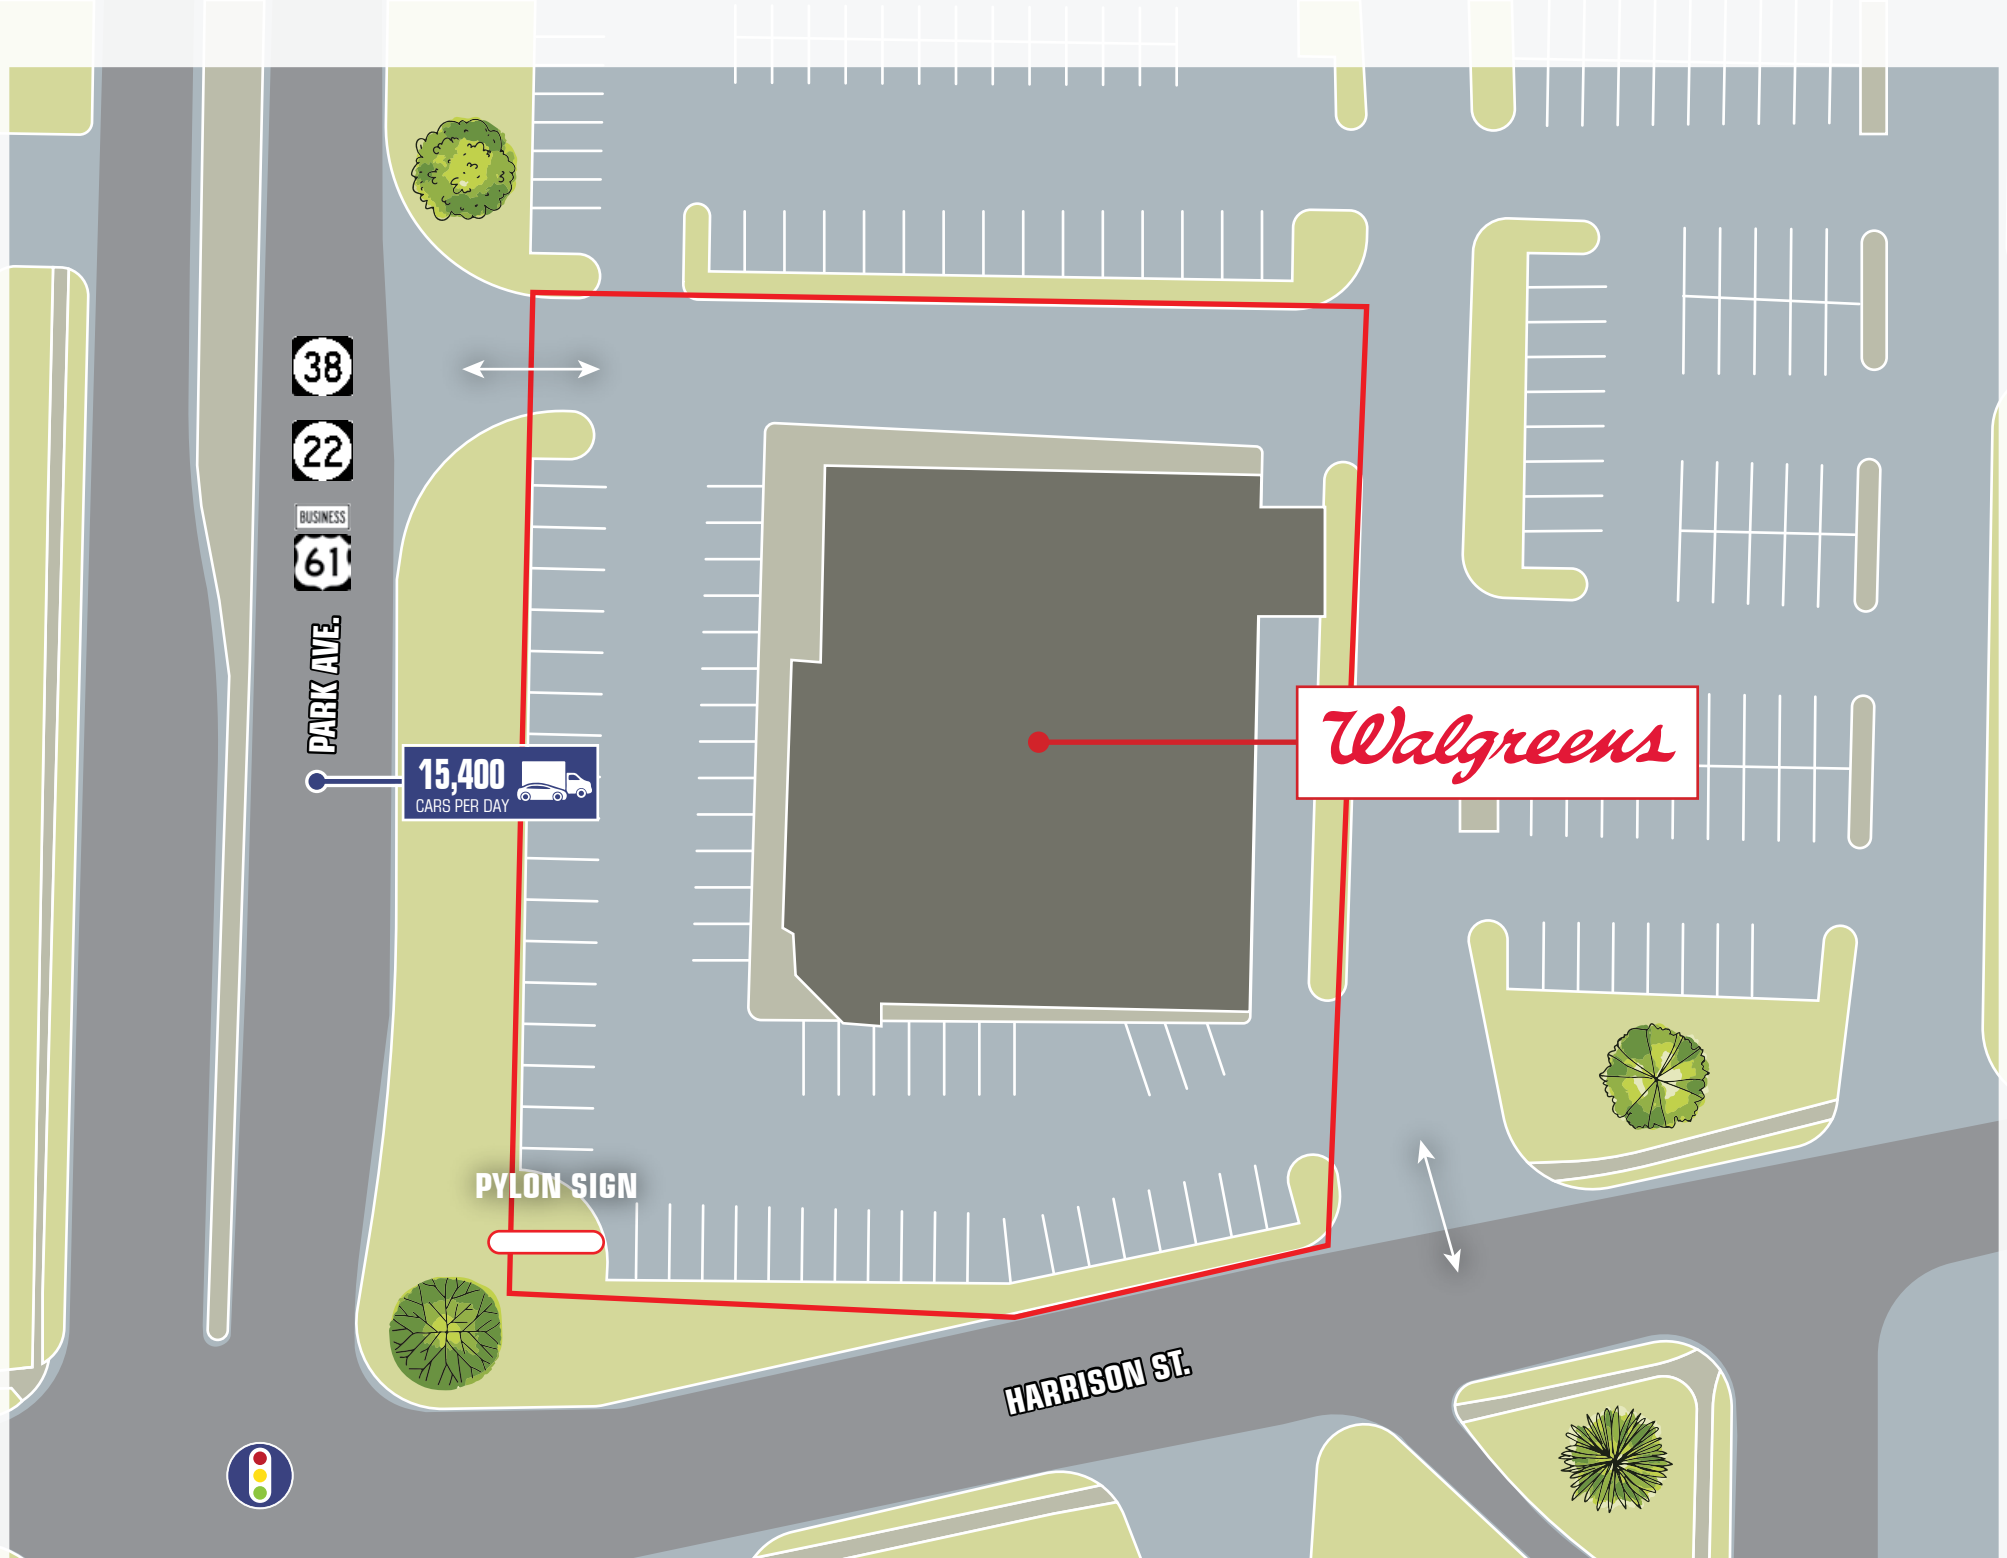 38
22
BUSINESS
61
PARK AVE.
15,400
CARS PER DAY
Walgreens
PYLON SIGN
HARRISON ST.